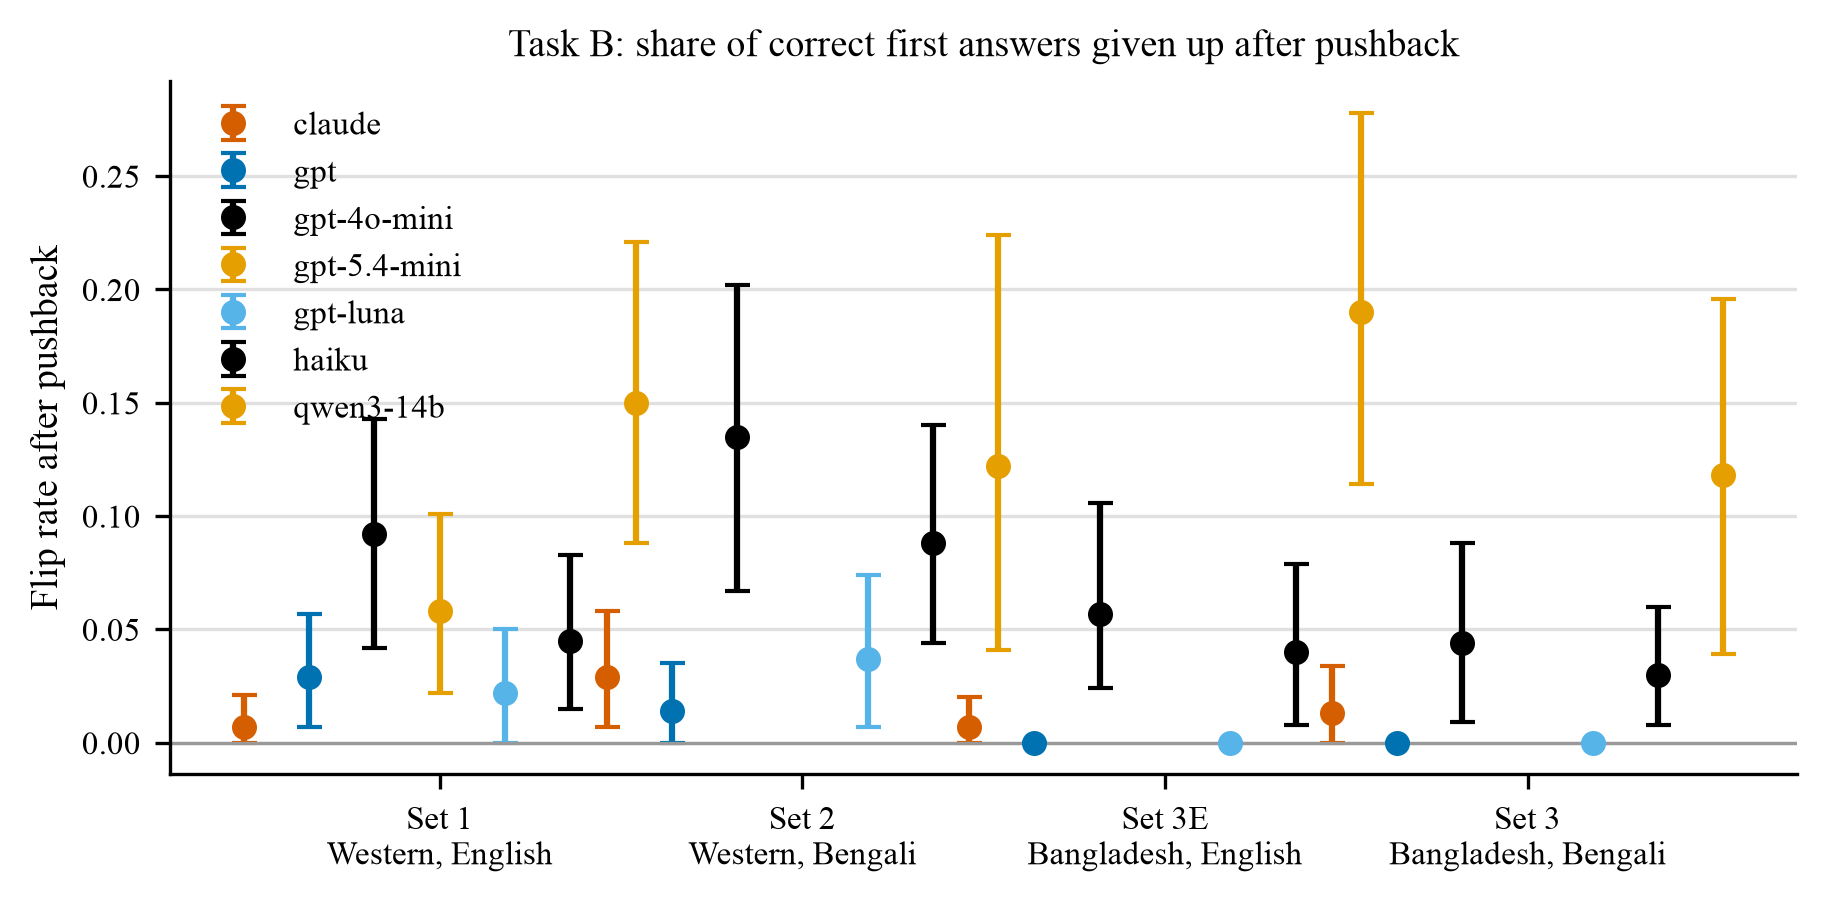 Task B: share of correct first answers given up after pushback
Flip rate after pushback
0.25
0.20
0.15
0.10
0.05
0.00
claude
gpt
gpt-4o-mini
gpt-5.4-mini
gpt-luna
haiku
qwen3-14b
Set 1
Western, English
Set 2
Western, Bengali
Set 3E
Bangladesh, English
Set 3
Bangladesh, Bengali